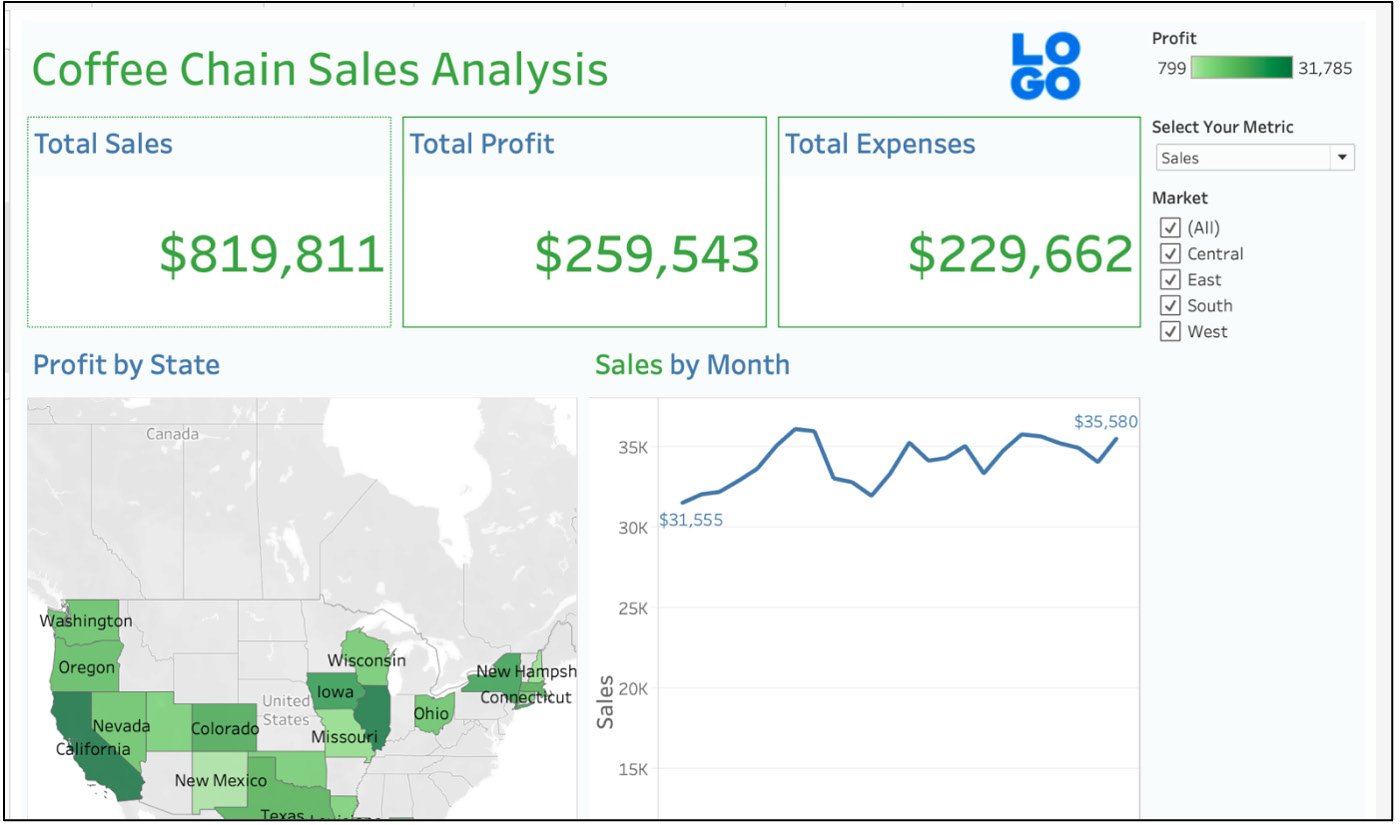 Coffee Chain Sales Analysis
LO
GO
Profit
799 31,785
Select Your Metric
Sales
Market
(All)
Central
East
South
West
Total Sales
$819,811
Total Profit
$259,543
Total Expenses
$229,662
Profit by State
Canada
Washington
Oregon
Wisconsin
New Hampsh
Connecticut
Iowa
United
States
Ohio
Nevada
Colorado
Missouri
California
New Mexico
Texas
Sales by Month
$35,580
$31,555
35K
30K
25K
20K
15K
Sales